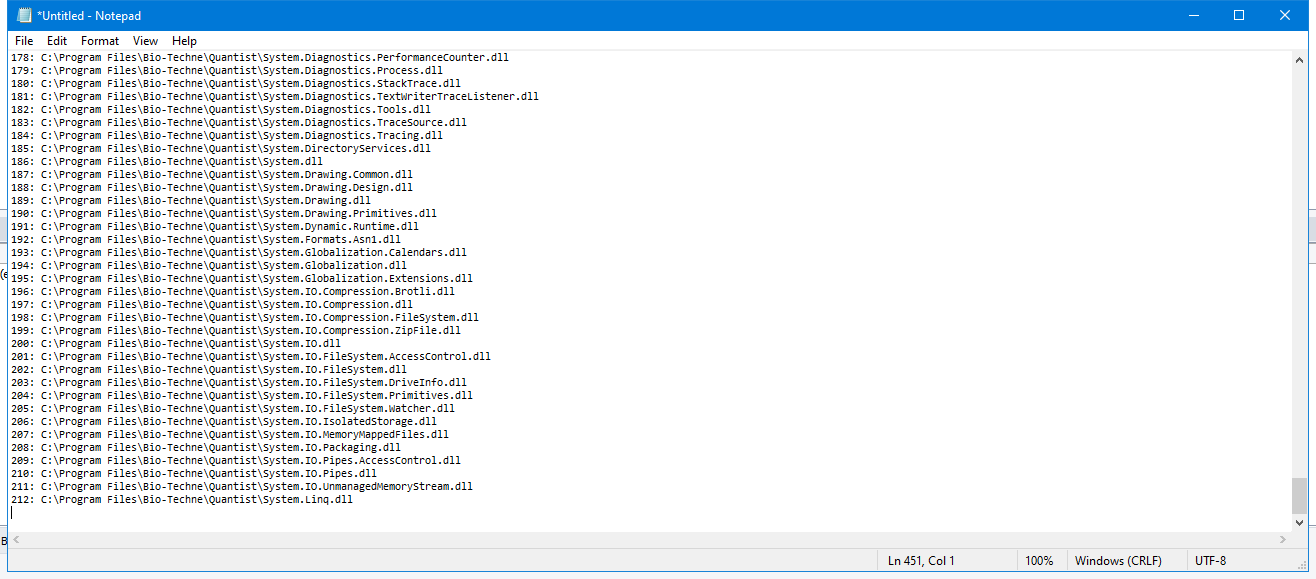 *Untitled - Notepad
File Edit Format View Help
178: C:\Program Files\Bio-Techne\Quantist\System.Diagnostics.PerformanceCounter.dll
179: C:\Program Files\Bio-Techne\Quantist\System.Diagnostics.Process.dll
180: C:\Program Files\Bio-Techne\Quantist\System.Diagnostics.StackTrace.dll
181: C:\Program Files\Bio-Techne\Quantist\System.Diagnostics.TextWriterTraceListener.dll
182: C:\Program Files\Bio-Techne\Quantist\System.Diagnostics.Tools.dll
183: C:\Program Files\Bio-Techne\Quantist\System.Diagnostics.TraceSource.dll
184: C:\Program Files\Bio-Techne\Quantist\System.Diagnostics.Tracing.dll
185: C:\Program Files\Bio-Techne\Quantist\System.DirectoryServices.dll
186: C:\Program Files\Bio-Techne\Quantist\System.dll
187: C:\Program Files\Bio-Techne\Quantist\System.Drawing.Common.dll
188: C:\Program Files\Bio-Techne\Quantist\System.Drawing.Design.dll
189: C:\Program Files\Bio-Techne\Quantist\System.Drawing.dll
190: C:\Program Files\Bio-Techne\Quantist\System.Drawing.Primitives.dll
191: C:\Program Files\Bio-Techne\Quantist\System.Dynamic.Runtime.dll
192: C:\Program Files\Bio-Techne\Quantist\System.Formats.Asn1.dll
193: C:\Program Files\Bio-Techne\Quantist\System.Globalization.Calendars.dll
194: C:\Program Files\Bio-Techne\Quantist\System.Globalization.dll
195: C:\Program Files\Bio-Techne\Quantist\System.Globalization.Extensions.dll
196: C:\Program Files\Bio-Techne\Quantist\System.IO.Compression.Brotli.dll
197: C:\Program Files\Bio-Techne\Quantist\System.IO.Compression.dll
198: C:\Program Files\Bio-Techne\Quantist\System.IO.Compression.FileSystem.dll
199: C:\Program Files\Bio-Techne\Quantist\System.IO.Compression.ZipFile.dll
200: C:\Program Files\Bio-Techne\Quantist\System.IO.dll
201: C:\Program Files\Bio-Techne\Quantist\System.IO.FileSystem.AccessControl.dll
202: C:\Program Files\Bio-Techne\Quantist\System.IO.FileSystem.dll
203: C:\Program Files\Bio-Techne\Quantist\System.IO.FileSystem.DriveInfo.dll
204: C:\Program Files\Bio-Techne\Quantist\System.IO.FileSystem.Primitives.dll
205: C:\Program Files\Bio-Techne\Quantist\System.IO.FileSystem.Watcher.dll
206: C:\Program Files\Bio-Techne\Quantist\System.IO.IsolatedStorage.dll
207: C:\Program Files\Bio-Techne\Quantist\System.IO.MemoryMappedFiles.dll
208: C:\Program Files\Bio-Techne\Quantist\System.IO.Packaging.dll
209: C:\Program Files\Bio-Techne\Quantist\System.IO.Pipes.AccessControl.dll
210: C:\Program Files\Bio-Techne\Quantist\System.IO.Pipes.dll
211: C:\Program Files\Bio-Techne\Quantist\System.IO.UnmanagedMemoryStream.dll
212: C:\Program Files\Bio-Techne\Quantist\System.Linq.dll
Ln 451, Col 1 100% Windows (CRLF) UTF-8